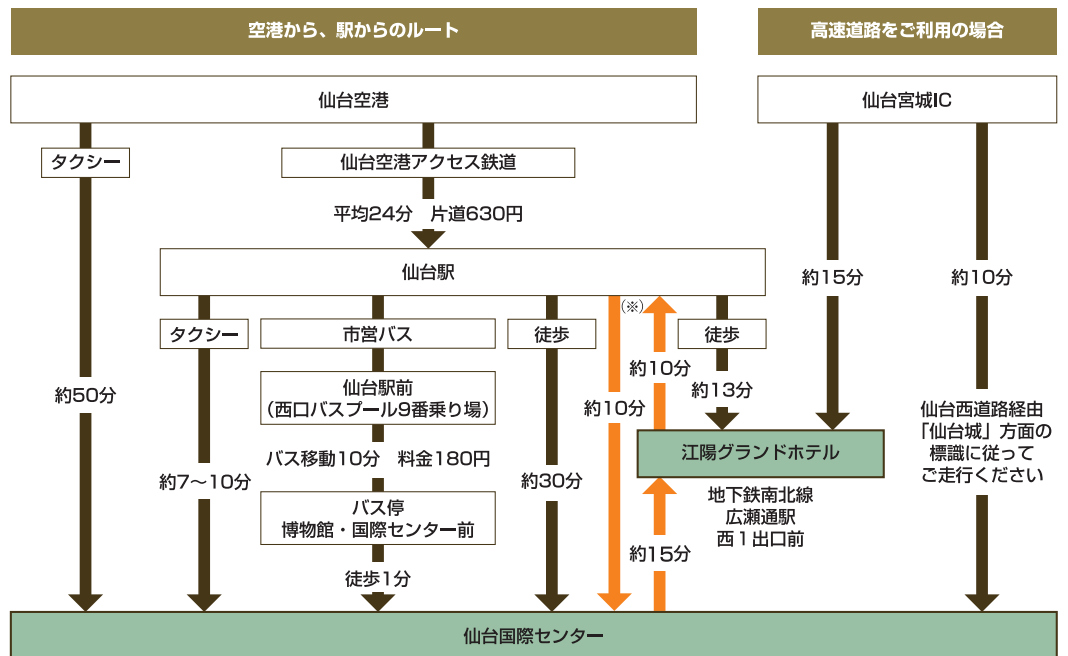 空港から、駅からのルート
高速道路をご利用の場合
仙台空港
仙台宮城IC
タクシー
仙台空港アクセス鉄道
平均24分 片道630円
仙台駅
約15分
約10分
(※)
タクシー
市営バス
徒歩
徒歩
約10分
約13分
約50分
仙台駅前
(西口バスプール9番乗り場)
約10分
仙台西道路経由
「仙台城」方面の
標識に従って
ご走行ください
江陽グランドホテル
バス移動10分 料金180円
約7〜10分
約30分
地下鉄南北線
広瀬通駅
西1出口前
バス停
博物館・国際センター前
約15分
徒歩1分
仙台国際センター